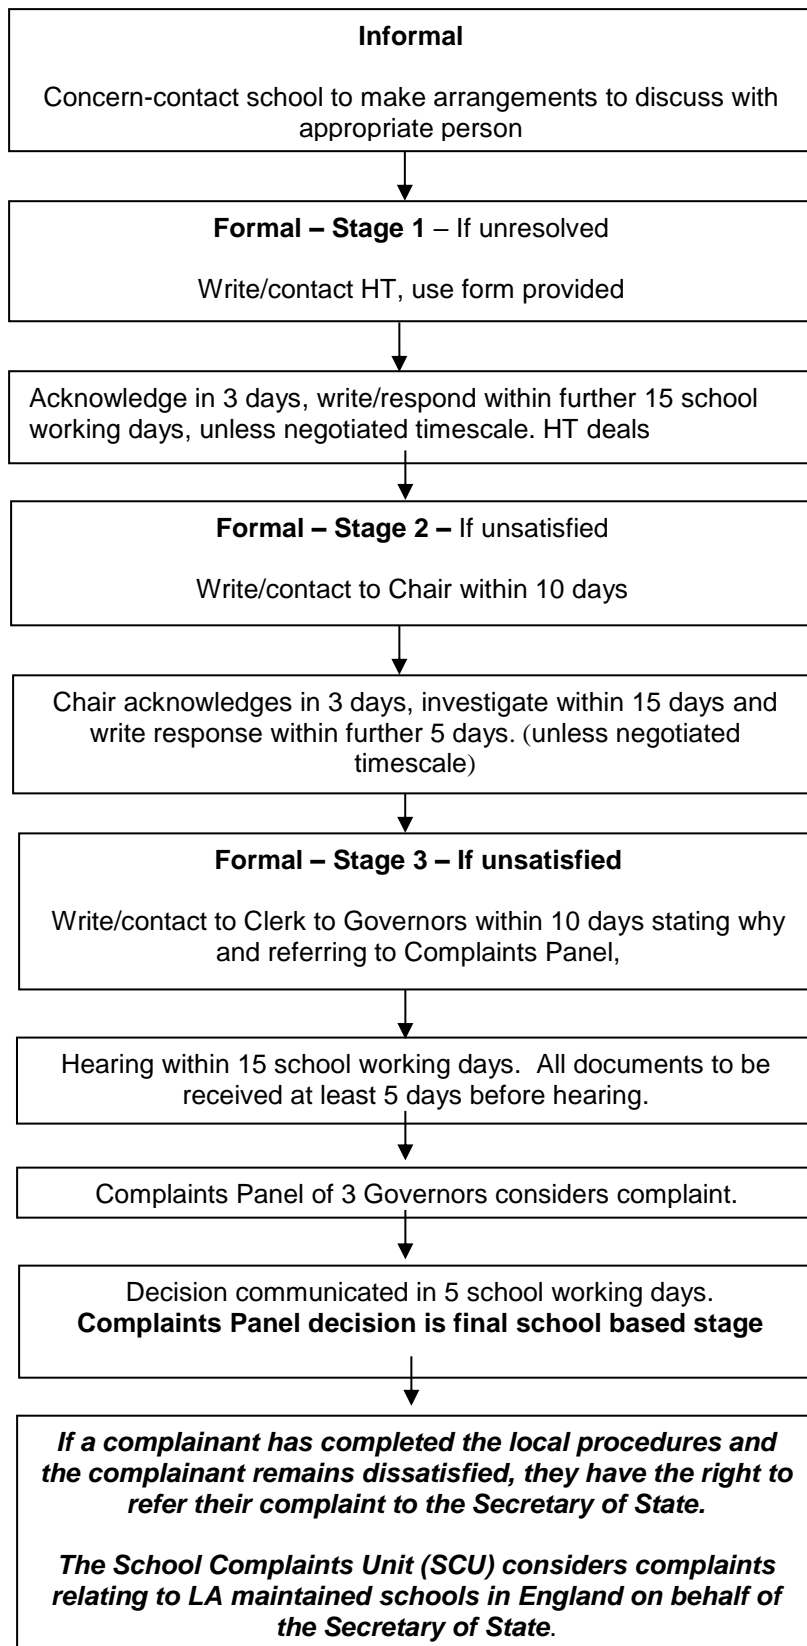 Informal
Concern-contact school to make arrangements to discuss with
appropriate person
Formal – Stage 1 – If unresolved
Write/contact HT, use form provided
Acknowledge in 3 days, write/respond within further 15 school
working days, unless negotiated timescale. HT deals
Formal – Stage 2 – If unsatisfied
Write/contact to Chair within 10 days
Chair acknowledges in 3 days, investigate within 15 days and
write response within further 5 days. (unless negotiated
timescale)
Formal – Stage 3 – If unsatisfied
Write/contact to Clerk to Governors within 10 days stating why
and referring to Complaints Panel,
Hearing within 15 school working days.  All documents to be
received at least 5 days before hearing.
Complaints Panel of 3 Governors considers complaint.
Decision communicated in 5 school working days.
Complaints Panel decision is final school based stage
If a complainant has completed the local procedures and
the complainant remains dissatisfied, they have the right to
refer their complaint to the Secretary of State.
The School Complaints Unit (SCU) considers complaints
relating to LA maintained schools in England on behalf of
the Secretary of State.